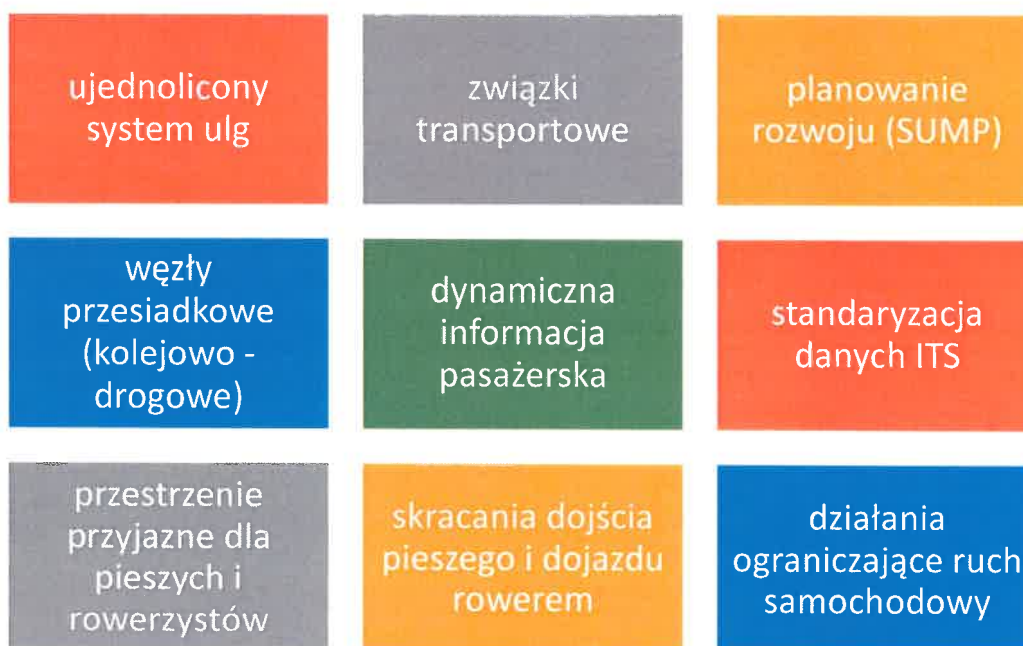 ujednolicony
system ulg
związki
transportowe
planowanie
rozwoju (SUMP)
węzły
przesiadkowe
(kolejowo -
drogowe)
dynamiczna
informacja
pasażerska
standaryzacja
danych ITS
przestrzenie
przyjazne dla
pieszych i
rowerzystów
skracania dojścia
pieszego i dojazdu
rowerem
działania
ograniczające ruch
samochodowy